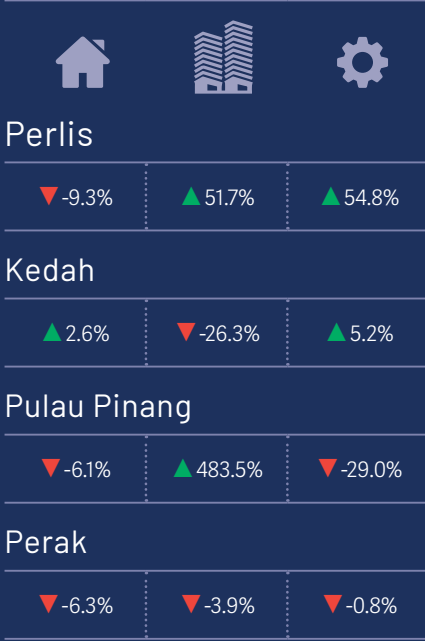 Perlis
▼ -9.3% ▲ 51.7% ▲ 54.8%
Kedah
▲ 2.6% ▼ -26.3% ▲ 5.2%
Pulau Pinang
▼ -6.1% ▲ 483.5% ▼ -29.0%
Perak
▼ -6.3% ▼ -3.9% ▼ -0.8%